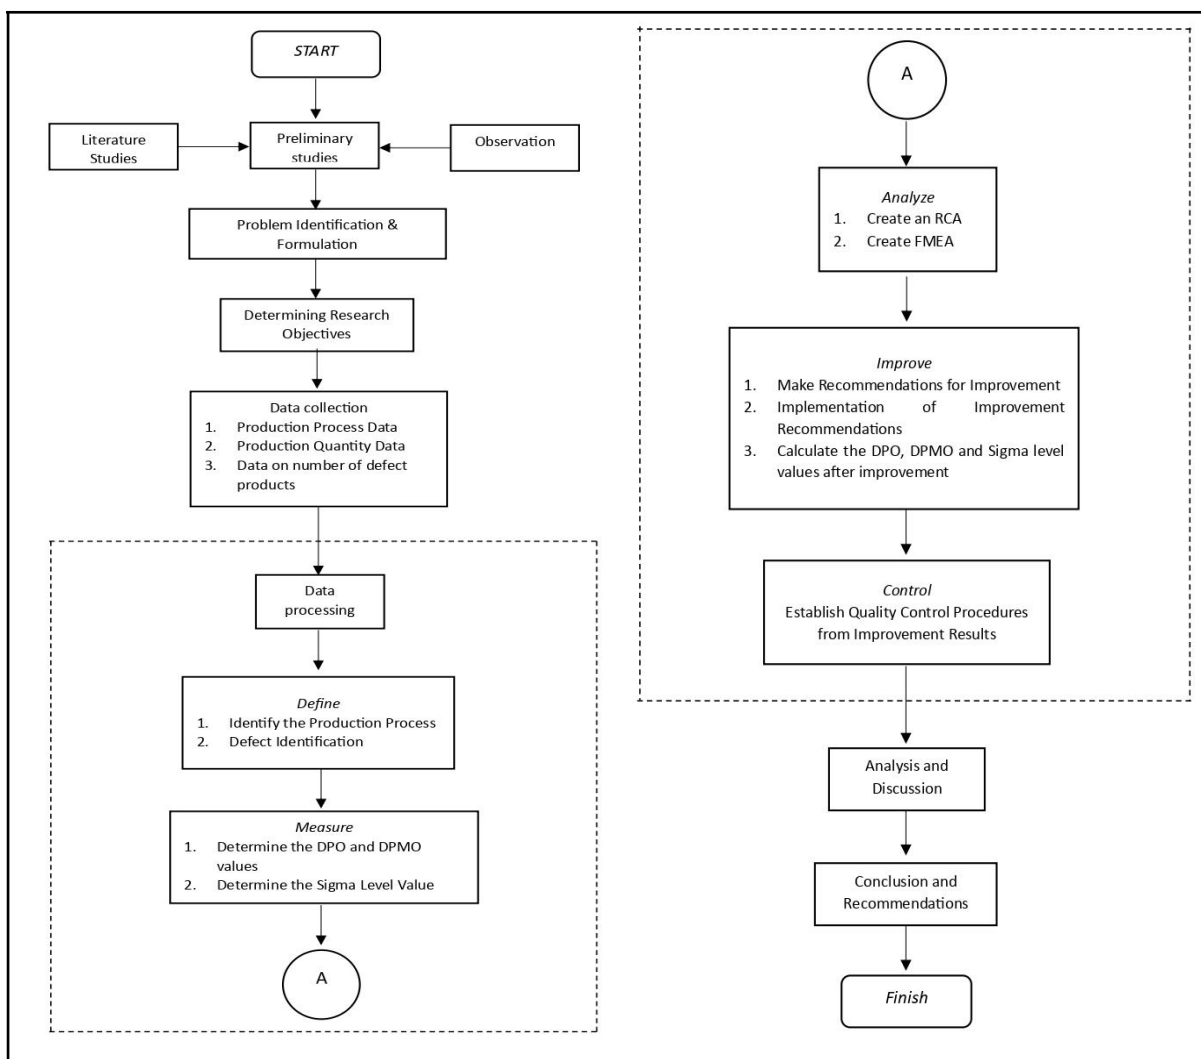 START
Literature
Studies
Preliminary
studies
Observation
Problem Identification &
Formulation
Determining Research
Objectives
Data collection
1. Production Process Data
2. Production Quantity Data
3. Data on number of defect
products
Data
processing
Define
1. Identify the Production Process
2. Defect Identification
Measure
1. Determine the DPO and DPMO
values
2. Determine the Sigma Level Value
A
A
Analyze
1. Create an RCA
2. Create FMEA
Improve
1. Make Recommendations for Improvement
2. Implementation of Improvement
Recommendations
3. Calculate the DPO, DPMO and Sigma level
values after improvement
Control
Establish Quality Control Procedures
from Improvement Results
Analysis and
Discussion
Conclusion and
Recommendations
Finish